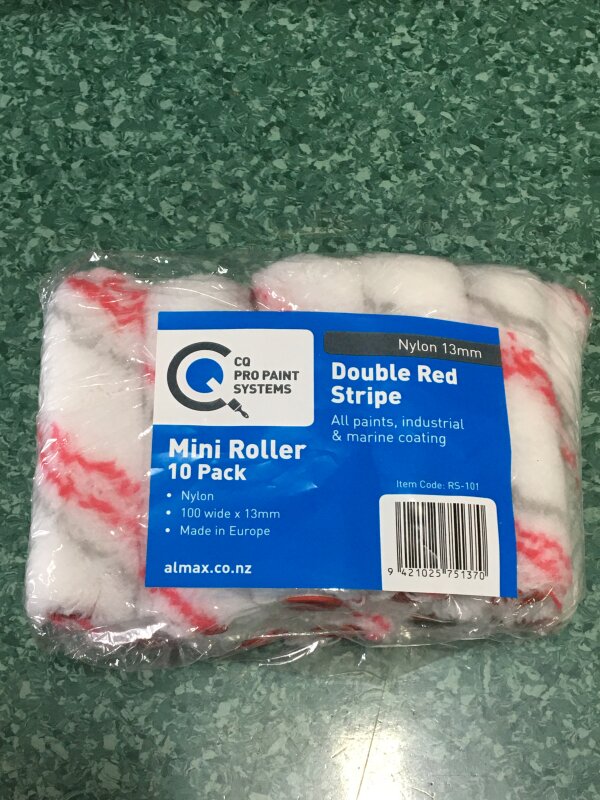 CQ
PRO PAINT
SYSTEMS
Nylon 13mm
Double Red
Stripe
All paints, industrial
& marine coating
Mini Roller
10 Pack
• Nylon
• 100 wide x 13mm
• Made in Europe
Item Code: RS-101
9 421025 751370
almax.co.nz